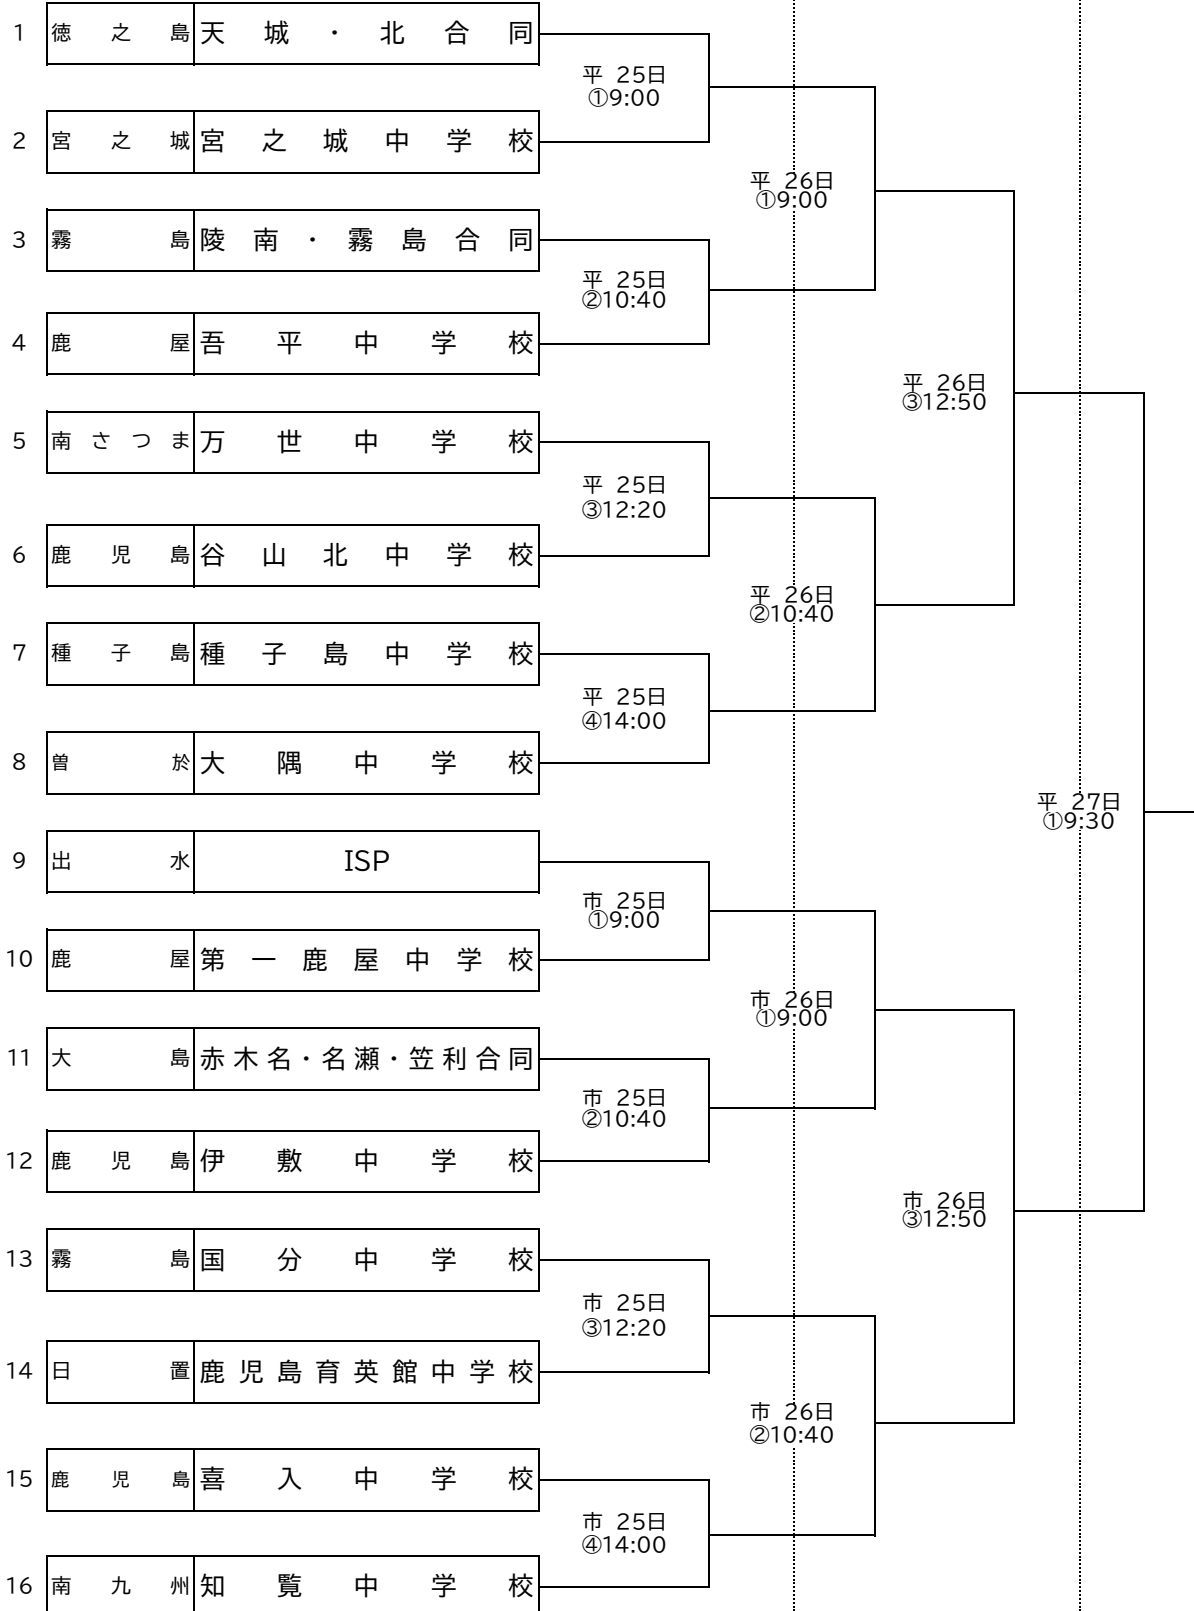 1 徳之島 天城・北合同
平 25日
①9:00
2 宮之城 宮之城中学校
平 26日
①9:00
3 霧島 陵南・霧島合同
平 25日
②10:40
4 鹿屋 吾平中学校
平 26日
③12:50
5 南さつま 万世中学校
平 25日
③12:20
6 鹿児島 谷山北中学校
平 26日
②10:40
7 種子島 種子島中学校
平 25日
④14:00
8 曽於 大隅中学校
平 27日
①9:30
9 出水 ISP
市 25日
①9:00
10 鹿屋 第一鹿屋中学校
市 26日
①9:00
11 大島 赤木名・名瀬・笠利合同
市 25日
②10:40
12 鹿児島 伊敷中学校
市 26日
③12:50
13 霧島 国分中学校
市 25日
③12:20
14 日置 鹿児島育英館中学校
市 26日
②10:40
15 鹿児島 喜入中学校
市 25日
④14:00
16 南九州 知覧中学校